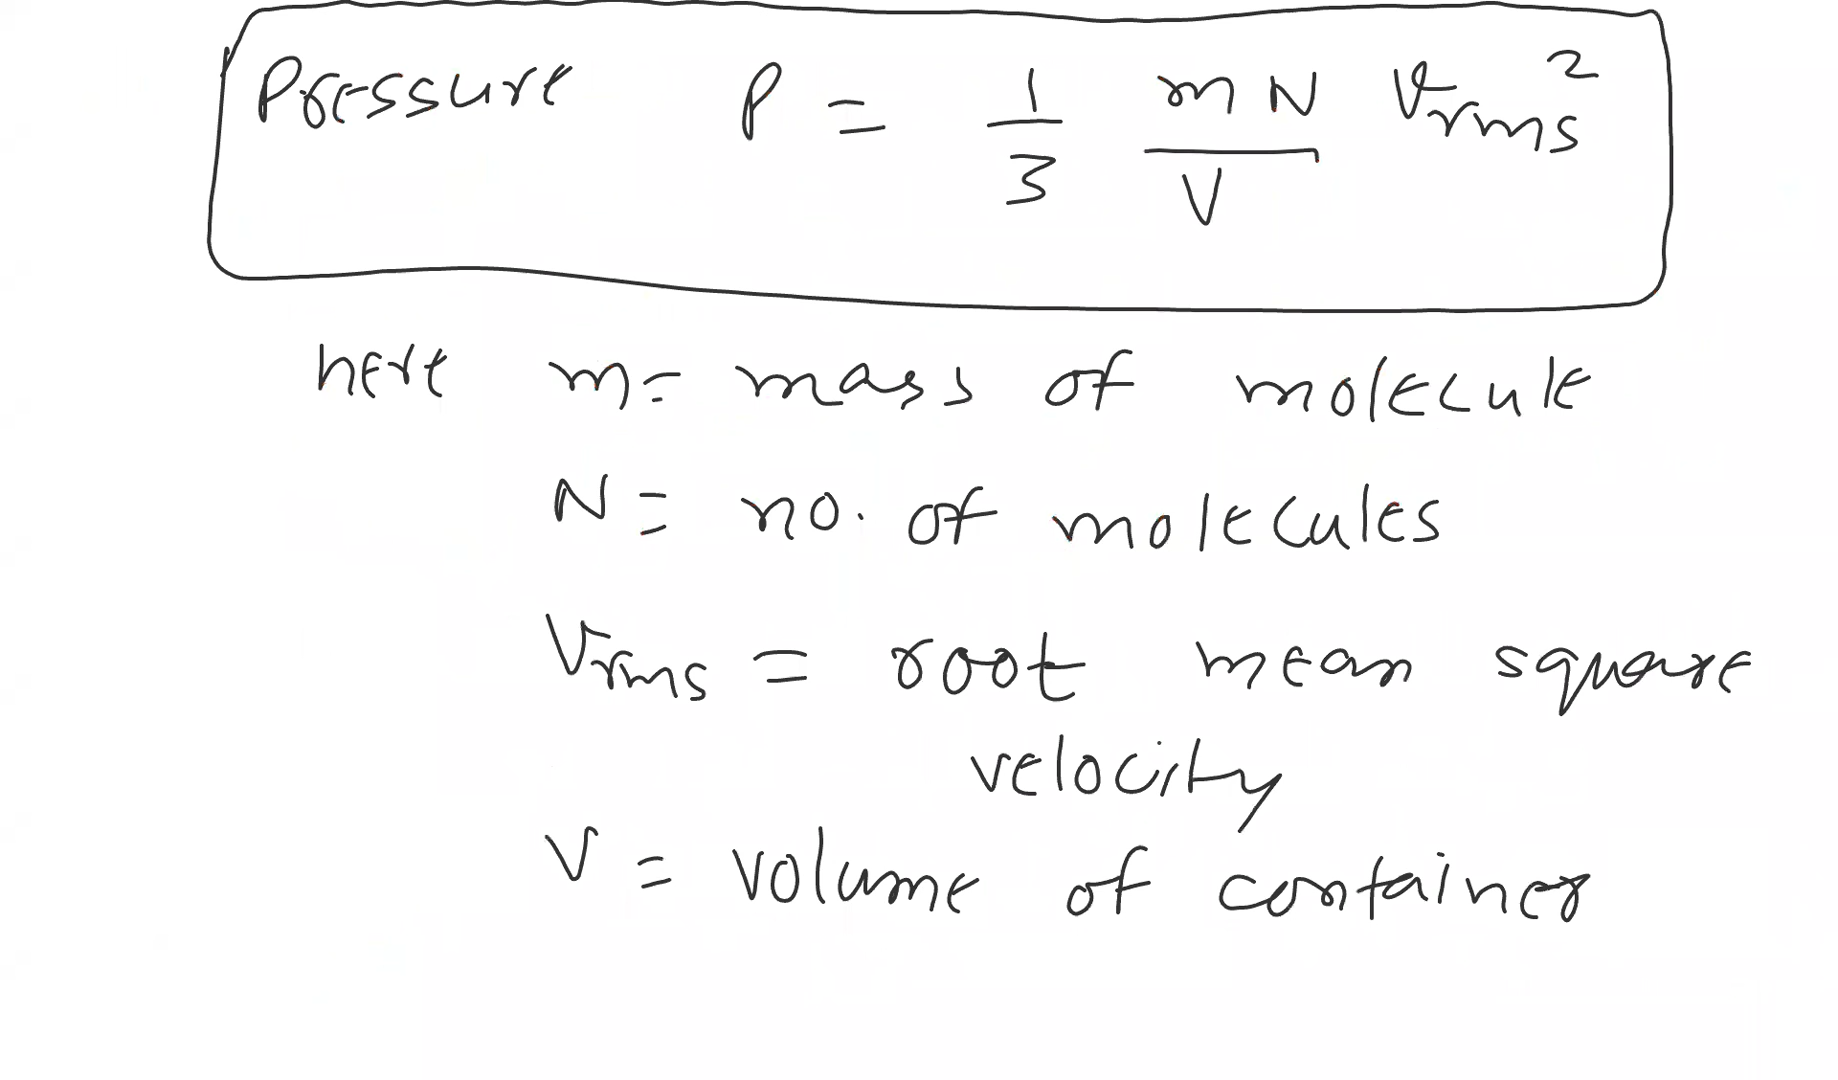 Pressure P = 1/3 mN/V Vrms²
here m = mass of molecule
N = no. of molecules
Vrms = root mean square
velocity
V = volume of container